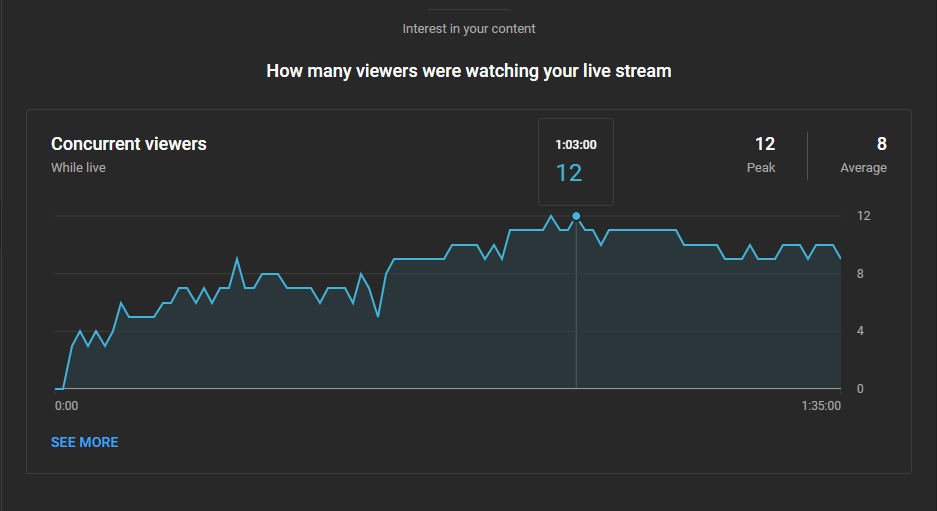 Interest in your content
How many viewers were watching your live stream
Concurrent viewers
While live
1:03:00
12
12
Peak
8
Average
12
8
4
0
0:00
1:35:00
SEE MORE